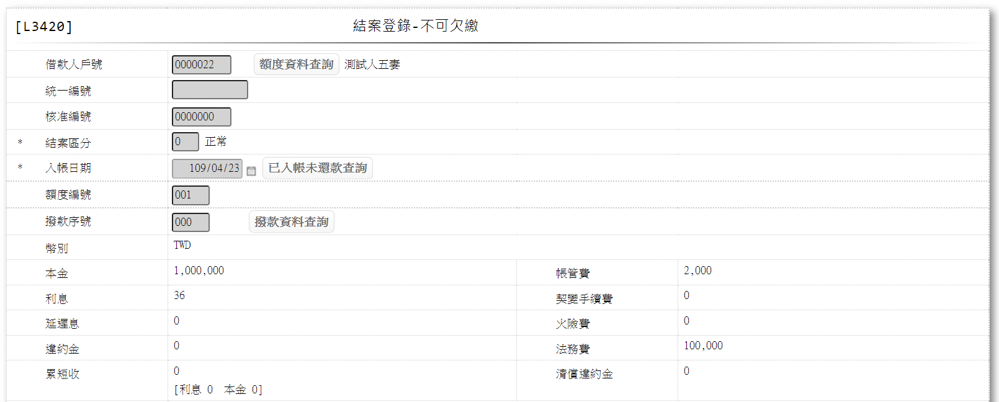 [L3420] 結案登錄-不可欠繳
借款人戶號 0000022 額度資料查詢 測試人五妻
統一編號
核准編號 0000000
* 結案區分 0 正常
* 入帳日期 109/04/23 已入帳未還款查詢
額度編號 001
撥款序號 000 撥款資料查詢
幣別 TWD
本金 1,000,000 帳管費 2,000
利息 36 契變手續費 0
延遲息 0 火險費 0
違約金 0 法務費 100,000
累短收 0 清償違約金 0
[利息 0 本金 0]